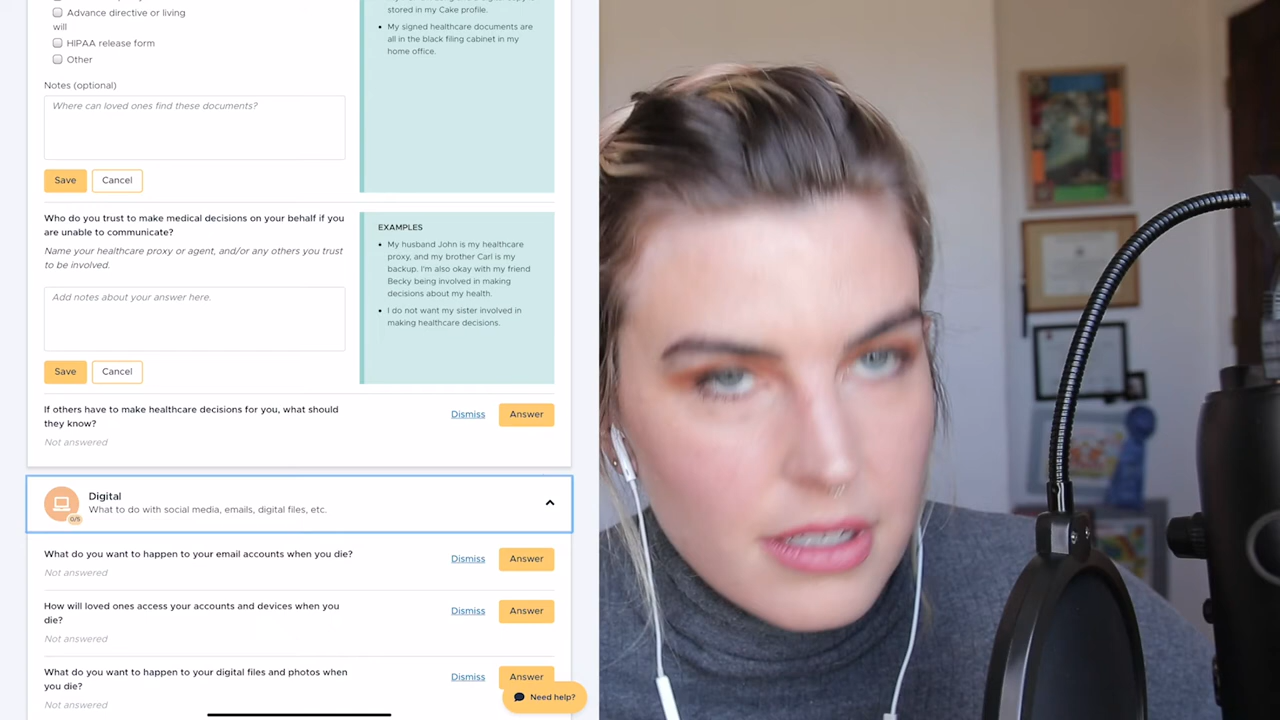 Advance directive or living
will
HIPAA release form
Other
Notes (optional)
Where can loved ones find these documents?
Save
Cancel
stored in my Cake profile.
My signed healthcare documents are
all in the black filing cabinet in my
home office.
Who do you trust to make medical decisions on your behalf if you
are unable to communicate?
Name your healthcare proxy or agent, and/or any others you trust
to be involved.
Add notes about your answer here.
Save
Cancel
EXAMPLES
My husband John is my healthcare
proxy, and my brother Carl is my
backup. I'm also okay with my friend
Becky being involved in making
decisions about my health.
I do not want my sister involved in
making healthcare decisions.
If others have to make healthcare decisions for you, what should
they know?
Not answered
Dismiss
Answer
Digital
What to do with social media, emails, digital files, etc.
0/5
What do you want to happen to your email accounts when you die?
Not answered
Dismiss
Answer
How will loved ones access your accounts and devices when you
die?
Not answered
Dismiss
Answer
What do you want to happen to your digital files and photos when
you die?
Not answered
Dismiss
Answer
Need help?